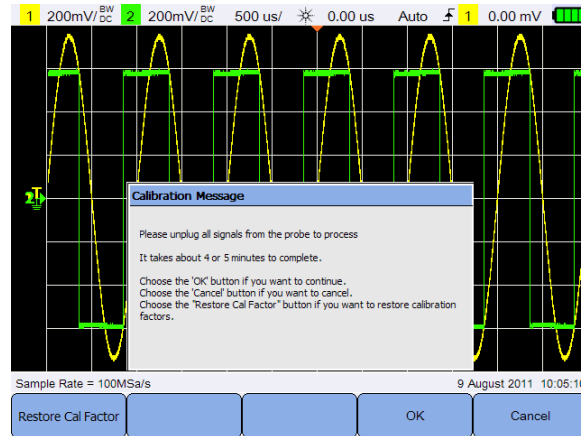 1 200mV/ BW DC 2 200mV/ BW DC 500 us/ 0.00 us Auto 1 0.00 mV
2
Calibration Message
Please unplug all signals from the probe to process
It takes about 4 or 5 minutes to complete.
Choose the 'OK' button if you want to continue.
Choose the 'Cancel' button if you want to cancel.
Choose the "Restore Cal Factor" button if you want to restore calibration
factors.
Sample Rate = 100MSa/s 9 August 2011 10:05:10
Restore Cal Factor OK Cancel